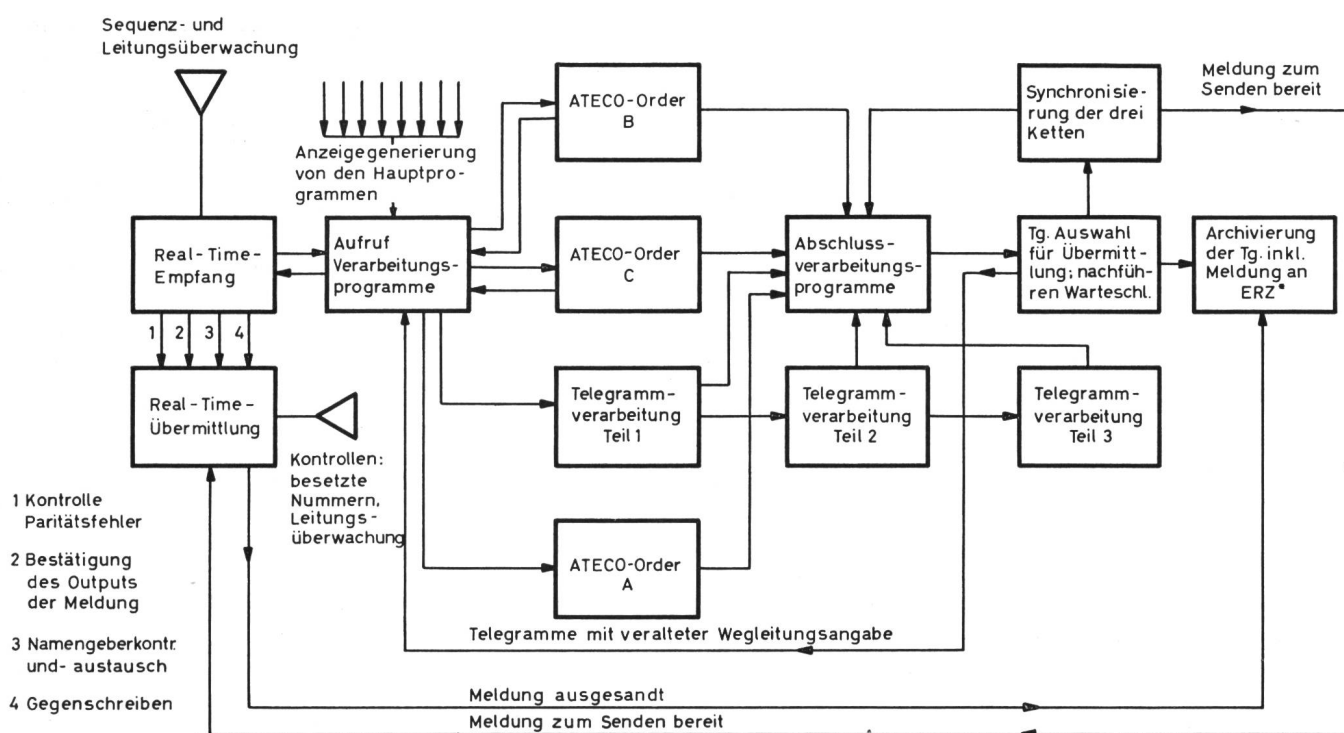 Sequenz- und
Leitungsüberwachung
Anzeigegenerierung
von den Hauptpro-
grammen
ATECO-Order
B
Synchronisie-
rung der drei
Ketten
Meldung zum
Senden bereit
Real-Time-
Empfang
Aufruf
Verarbeitungs-
programme
ATECO-Order
C
Abschluss-
verarbeitungs-
programme
Tg. Auswahl
für Übermitt-
lung; nachfüh-
ren Warteschl.
Archivierung
der Tg. inkl.
Meldung an
ERZ*
1 2 3 4
Real-Time-
Übermittlung
Kontrollen:
besetzte
Nummern,
Leitungs-
überwachung
Telegramm-
verarbeitung
Teil 1
Telegramm-
verarbeitung
Teil 2
Telegramm-
verarbeitung
Teil 3
ATECO-Order
A
1 Kontrolle
Paritätsfehler
2 Bestätigung
des Outputs
der Meldung
3 Namengeberkontr.
und- austausch
4 Gegenschreiben
Telegramme mit veralteter Wegleitungsangabe
Meldung ausgesandt
Meldung zum Senden bereit